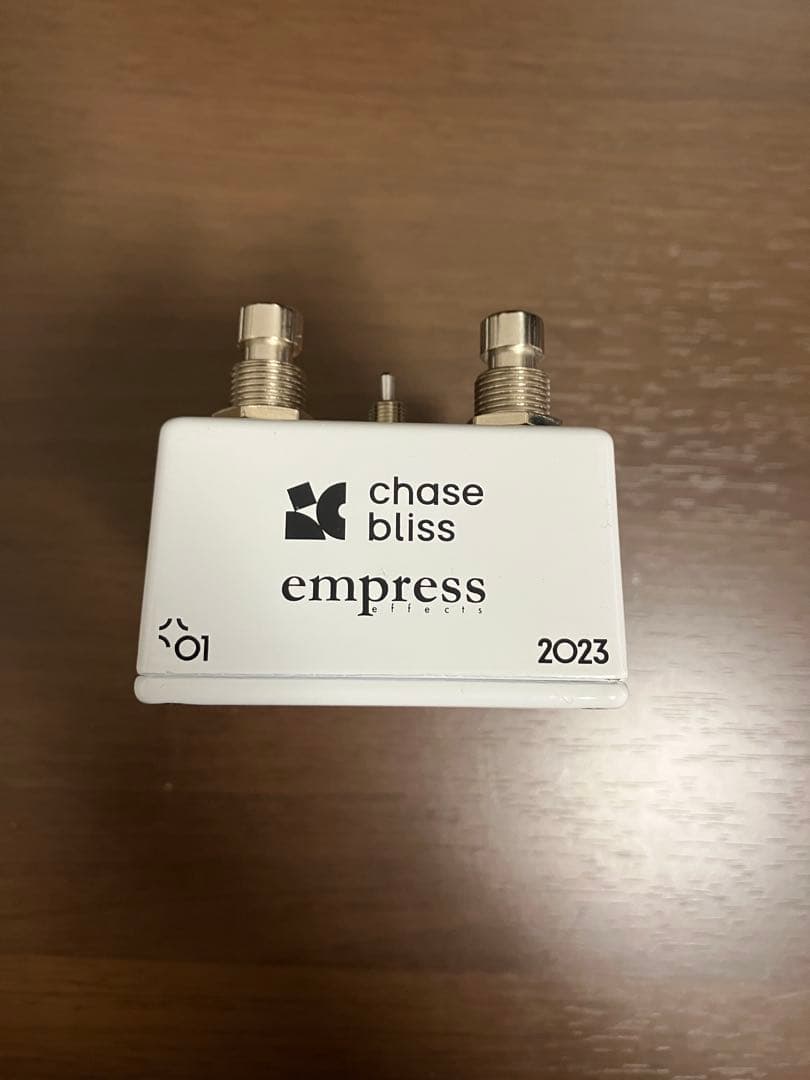 chase
bliss
empress
effects
01
2023